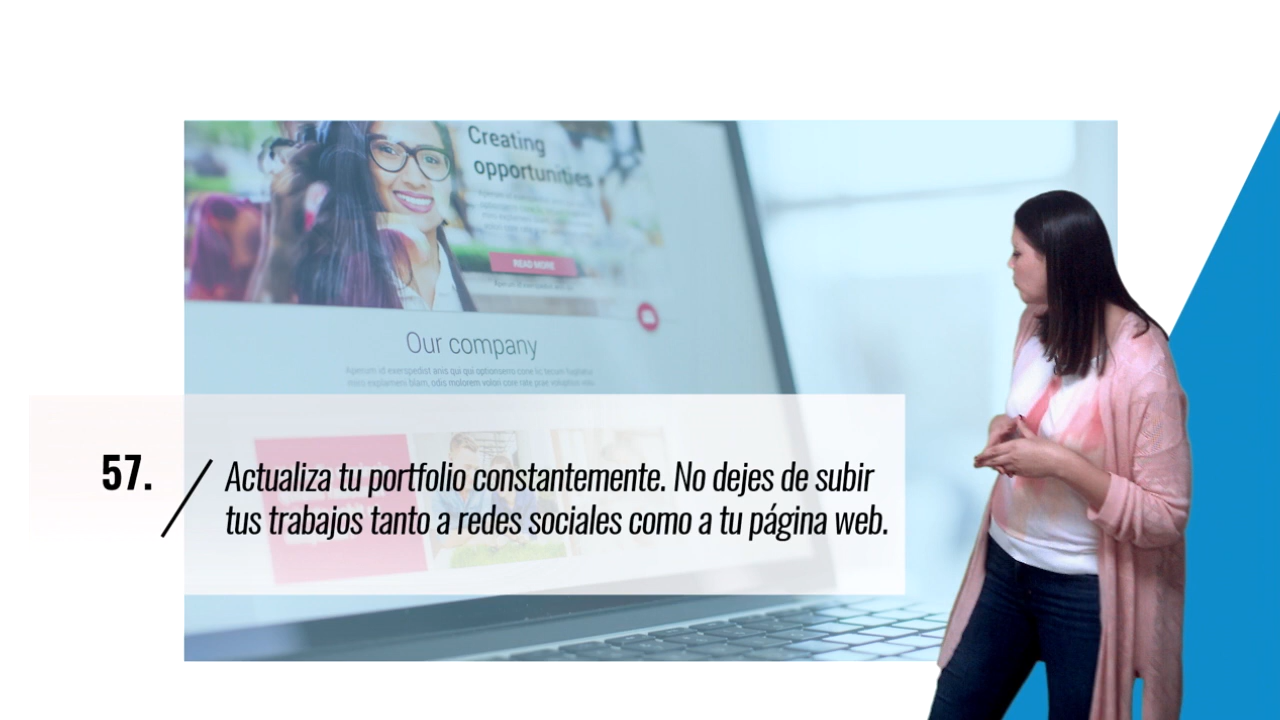 Creating
opportunities
READ MORE
Our company
57.
Actualiza tu portfolio constantemente. No dejes de subir
tus trabajos tanto a redes sociales como a tu página web.